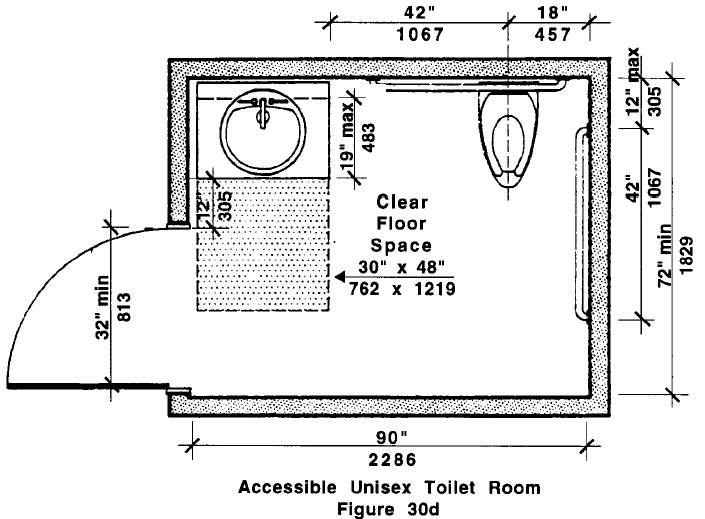 42"
1067
18"
457
12" max
305
19" max
483
12"
305
Clear
Floor
Space
30" x 48"
762 x 1219
42"
1067
72" min
1829
32" min
813
90"
2286
Accessible Unisex Toilet Room
Figure 30d